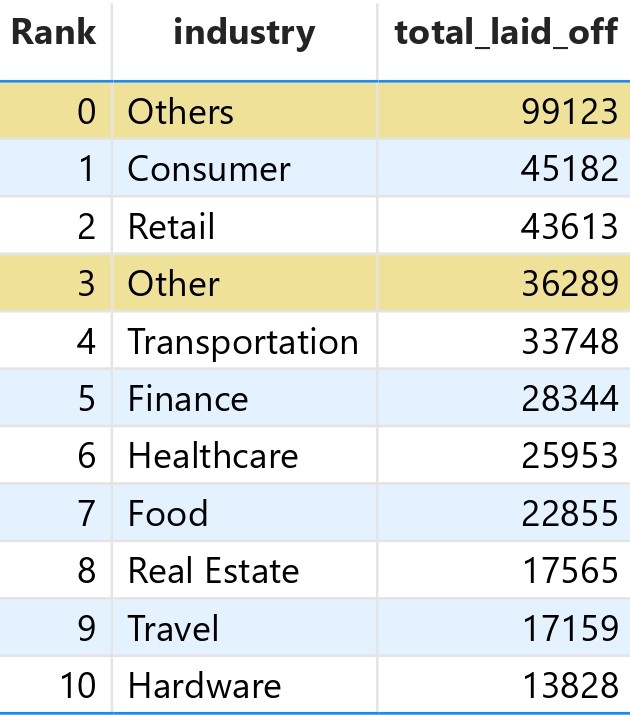 Rank industry total_laid_off
0 Others 99123
1 Consumer 45182
2 Retail 43613
3 Other 36289
4 Transportation 33748
5 Finance 28344
6 Healthcare 25953
7 Food 22855
8 Real Estate 17565
9 Travel 17159
10 Hardware 13828